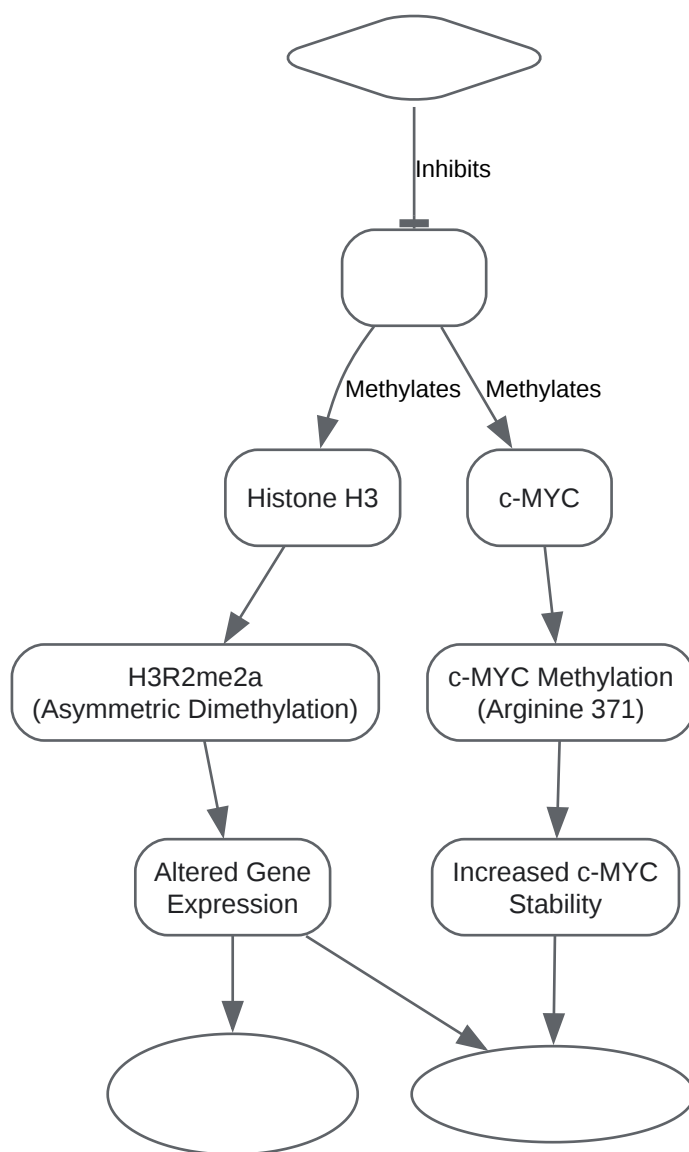 Inhibits
Methylates
Methylates
Histone H3
c-MYC
H3R2me2a
(Asymmetric Dimethylation)
c-MYC Methylation
(Arginine 371)
Altered Gene
Expression
Increased c-MYC
Stability